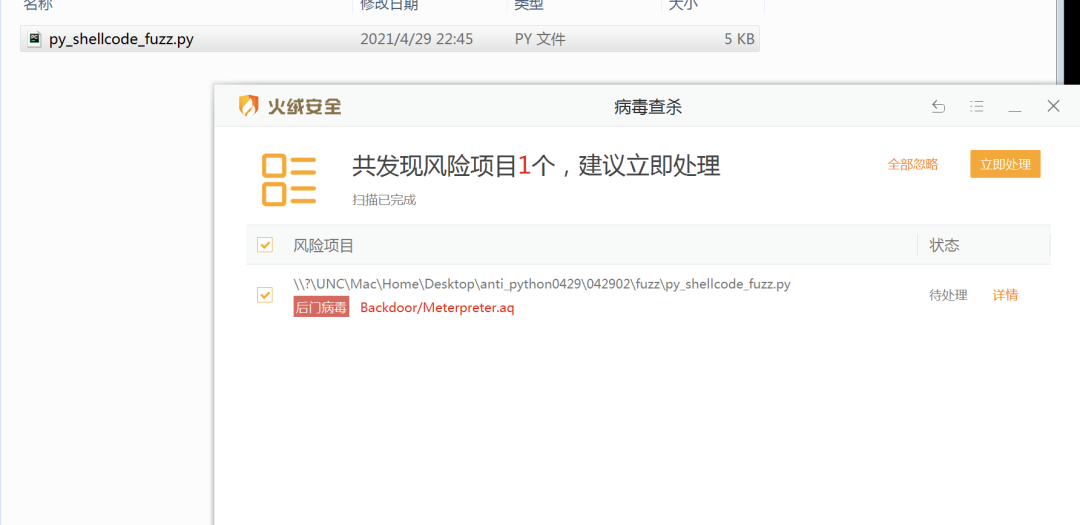 名称 修改日期 类型 大小
py_shellcode_fuzz.py 2021/4/29 22:45 PY 文件 5 KB
火绒安全 病毒查杀
共发现风险项目1个，建议立即处理 全部忽略 立即处理
扫描已完成
风险项目 状态
\\?\UNC\Mac\Home\Desktop\anti_python0429\042902\fuzz\py_shellcode_fuzz.py 待处理 详情
后门病毒 Backdoor/Meterpreter.aq